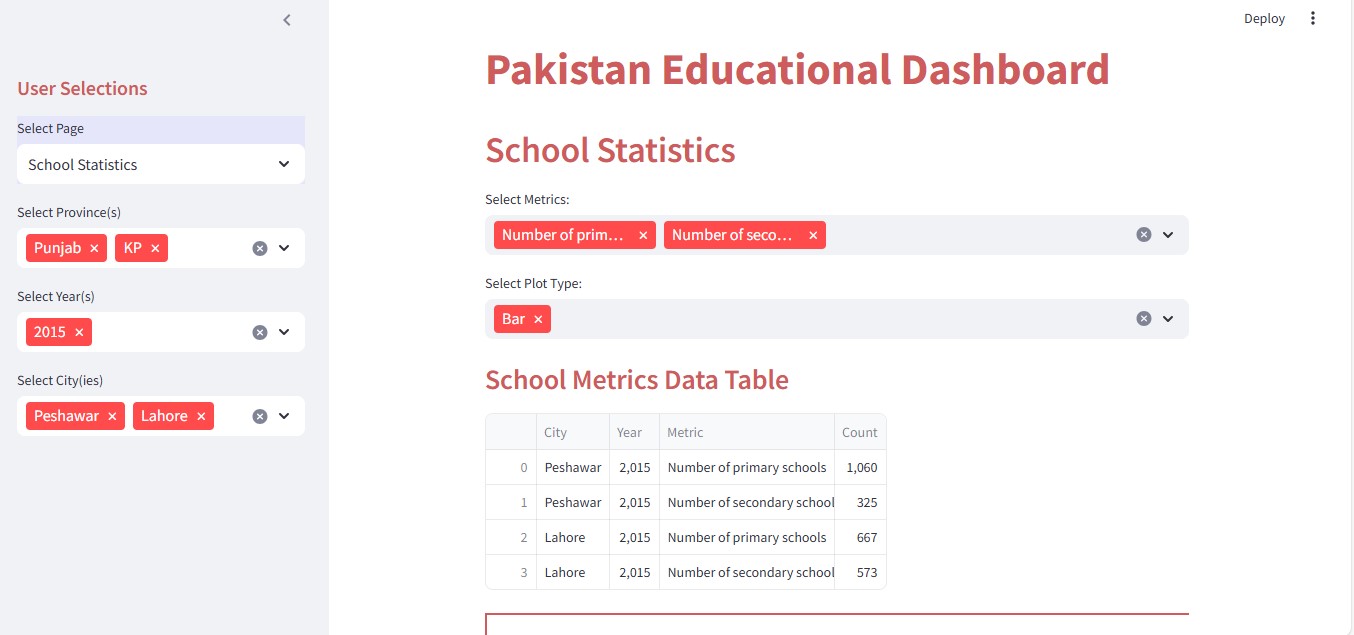 Deploy
User Selections
Select Page
School Statistics
Select Province(s)
Punjab × KP ×
Select Year(s)
2015 ×
Select City(ies)
Peshawar × Lahore ×
Pakistan Educational Dashboard
School Statistics
Select Metrics:
Number of prim... × Number of seco... ×
Select Plot Type:
Bar ×
School Metrics Data Table
City Year Metric Count
0 Peshawar 2,015 Number of primary schools 1,060
1 Peshawar 2,015 Number of secondary school 325
2 Lahore 2,015 Number of primary schools 667
3 Lahore 2,015 Number of secondary school 573